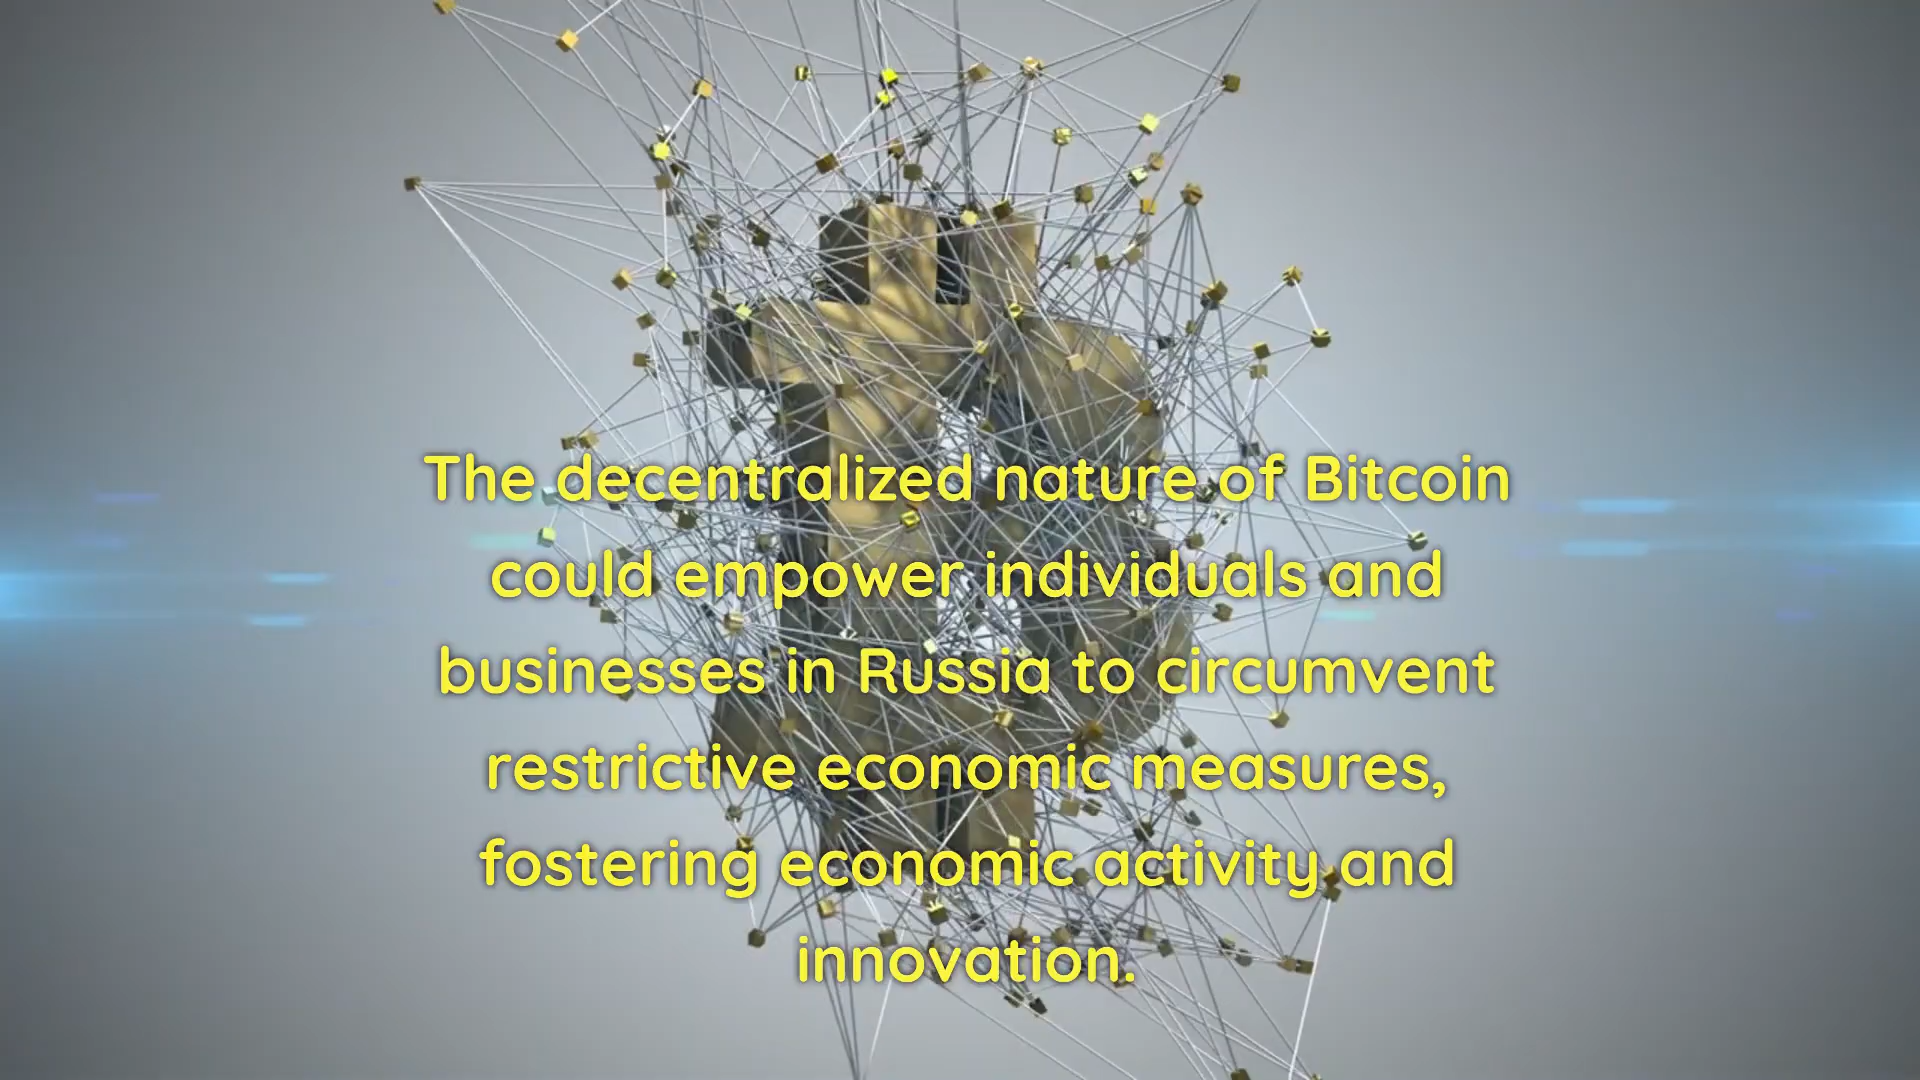 The decentralized nature of Bitcoin
could empower individuals and
businesses in Russia to circumvent
restrictive economic measures,
fostering economic activity and
innovation.